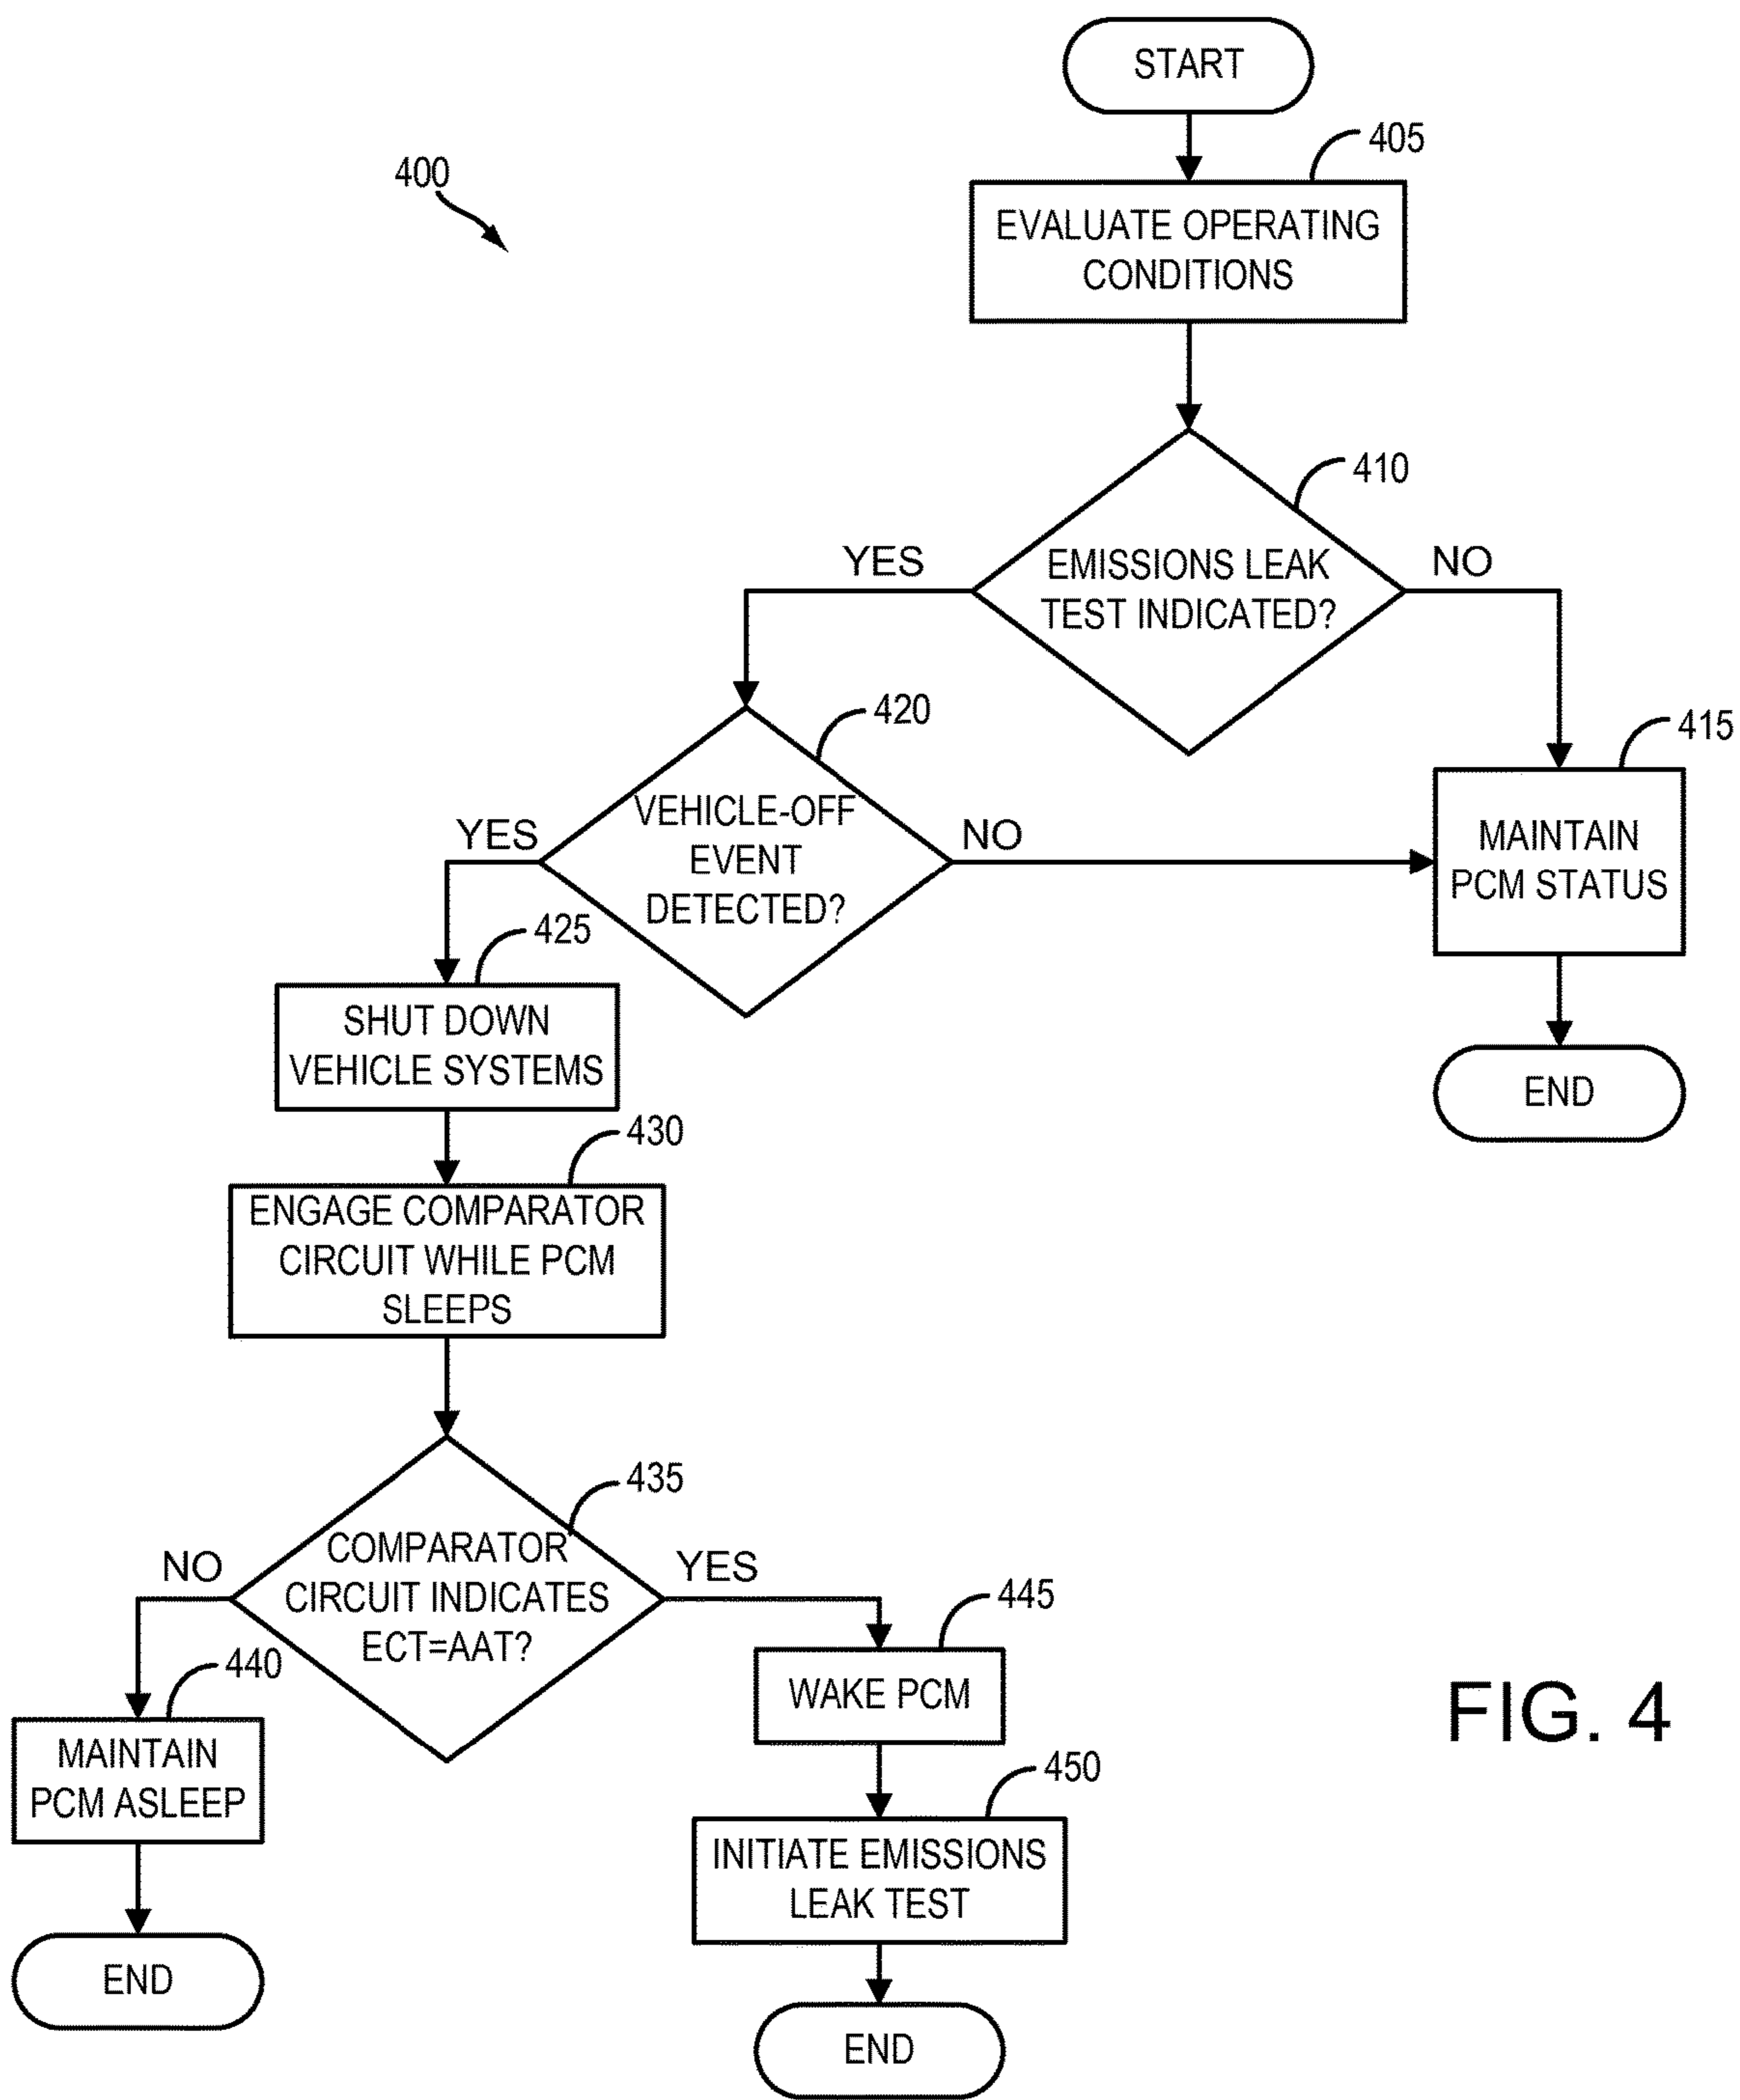 START
405
400
EVALUATE OPERATING
CONDITIONS
410
YES
EMISSIONS LEAK
TEST INDICATED?
NO
420
415
VEHICLE-OFF
EVENT
DETECTED?
YES
NO
MAINTAIN
PCM STATUS
425
SHUT DOWN
VEHICLE SYSTEMS
END
430
ENGAGE COMPARATOR
CIRCUIT WHILE PCM
SLEEPS
435
COMPARATOR
CIRCUIT INDICATES
ECT=AAT?
NO
YES
445
440
WAKE PCM
MAINTAIN
PCM ASLEEP
450
INITIATE EMISSIONS
LEAK TEST
END
END
FIG. 4